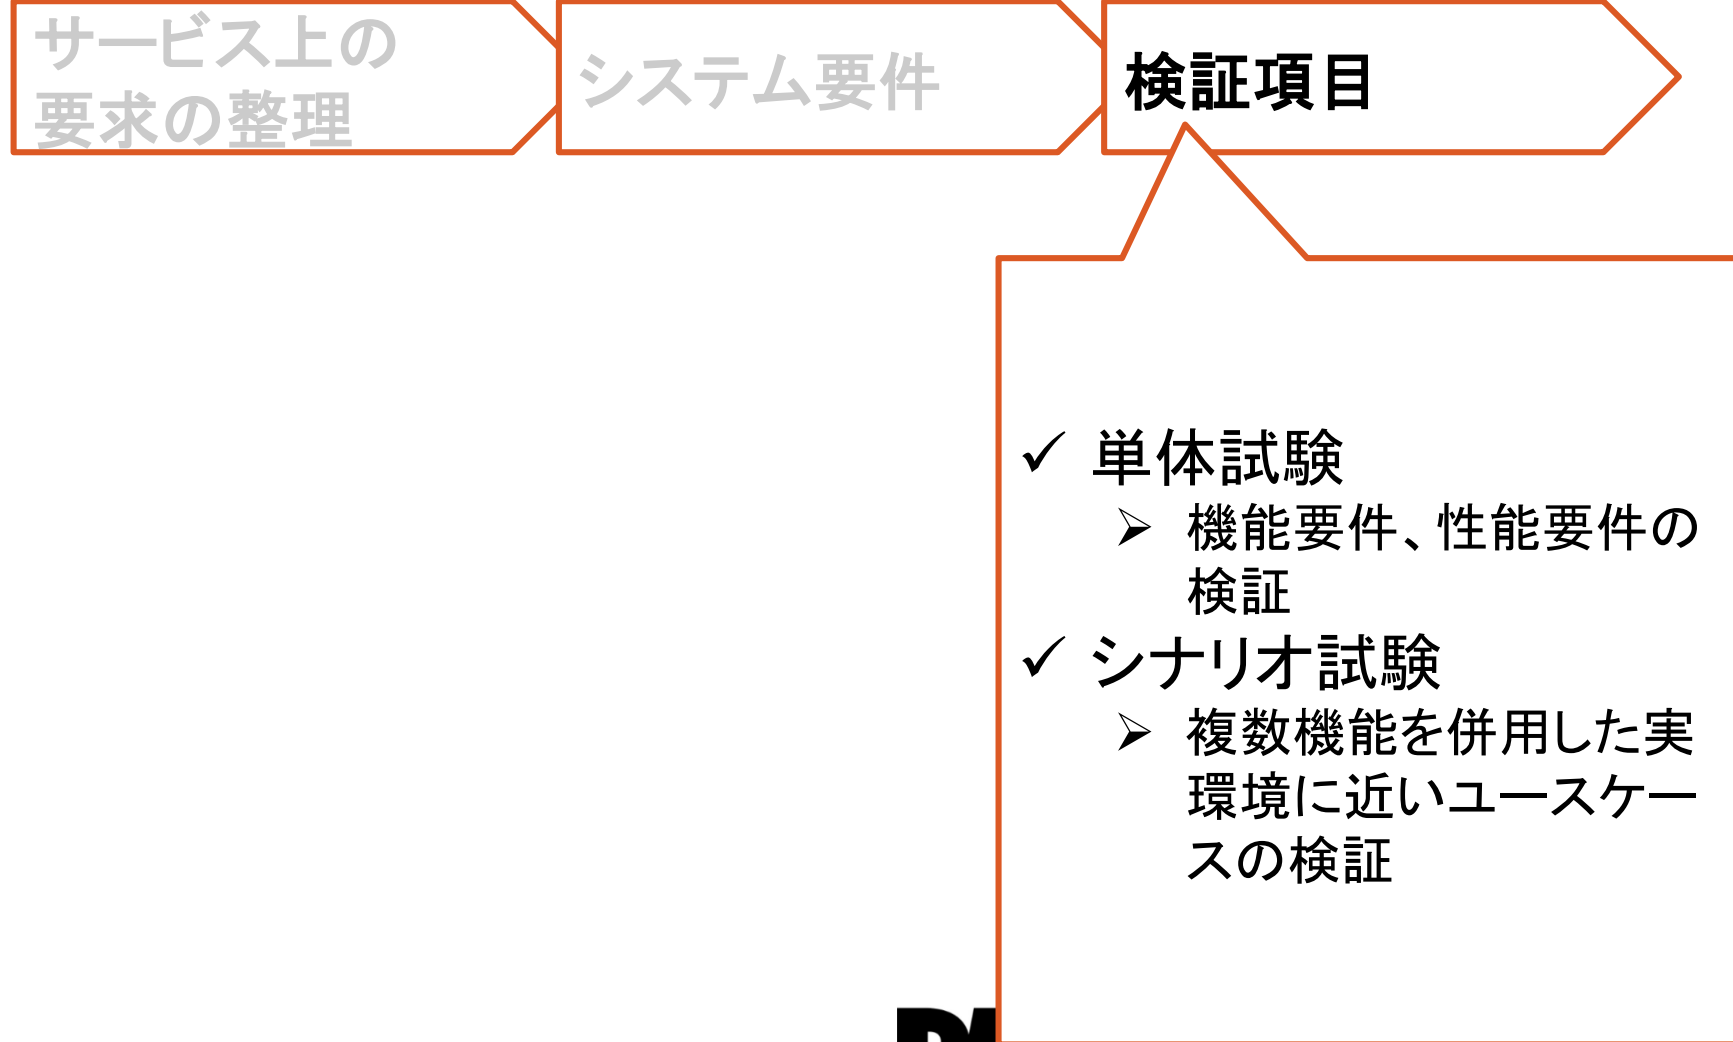 サービス上の
要求の整理
システム要件
検証項目
✓ 単体試験
➢ 機能要件、性能要件の
検証
✓ シナリオ試験
➢ 複数機能を併用した実
環境に近いユースケー
スの検証